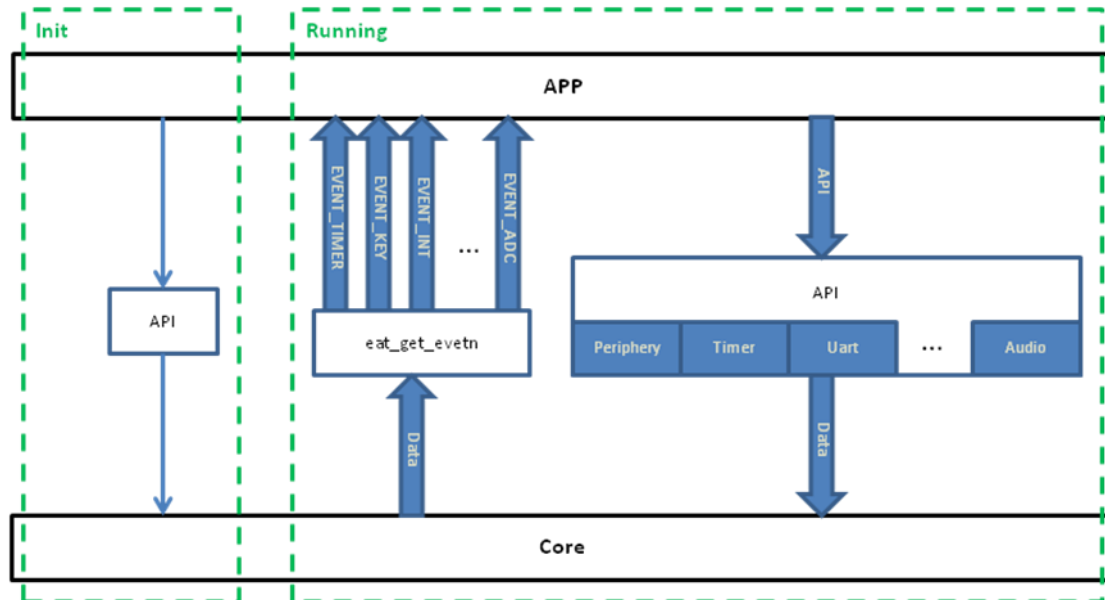 Init
Running
APP
EVENT_TIMER
EVENT_KEY
EVENT_INT
...
EVENT_ADC
API
API
API
eat_get_evetn
Periphery
Timer
Uart
...
Audio
Data
Data
Core